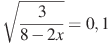 √(3/(8 − 2x)) = 0,1